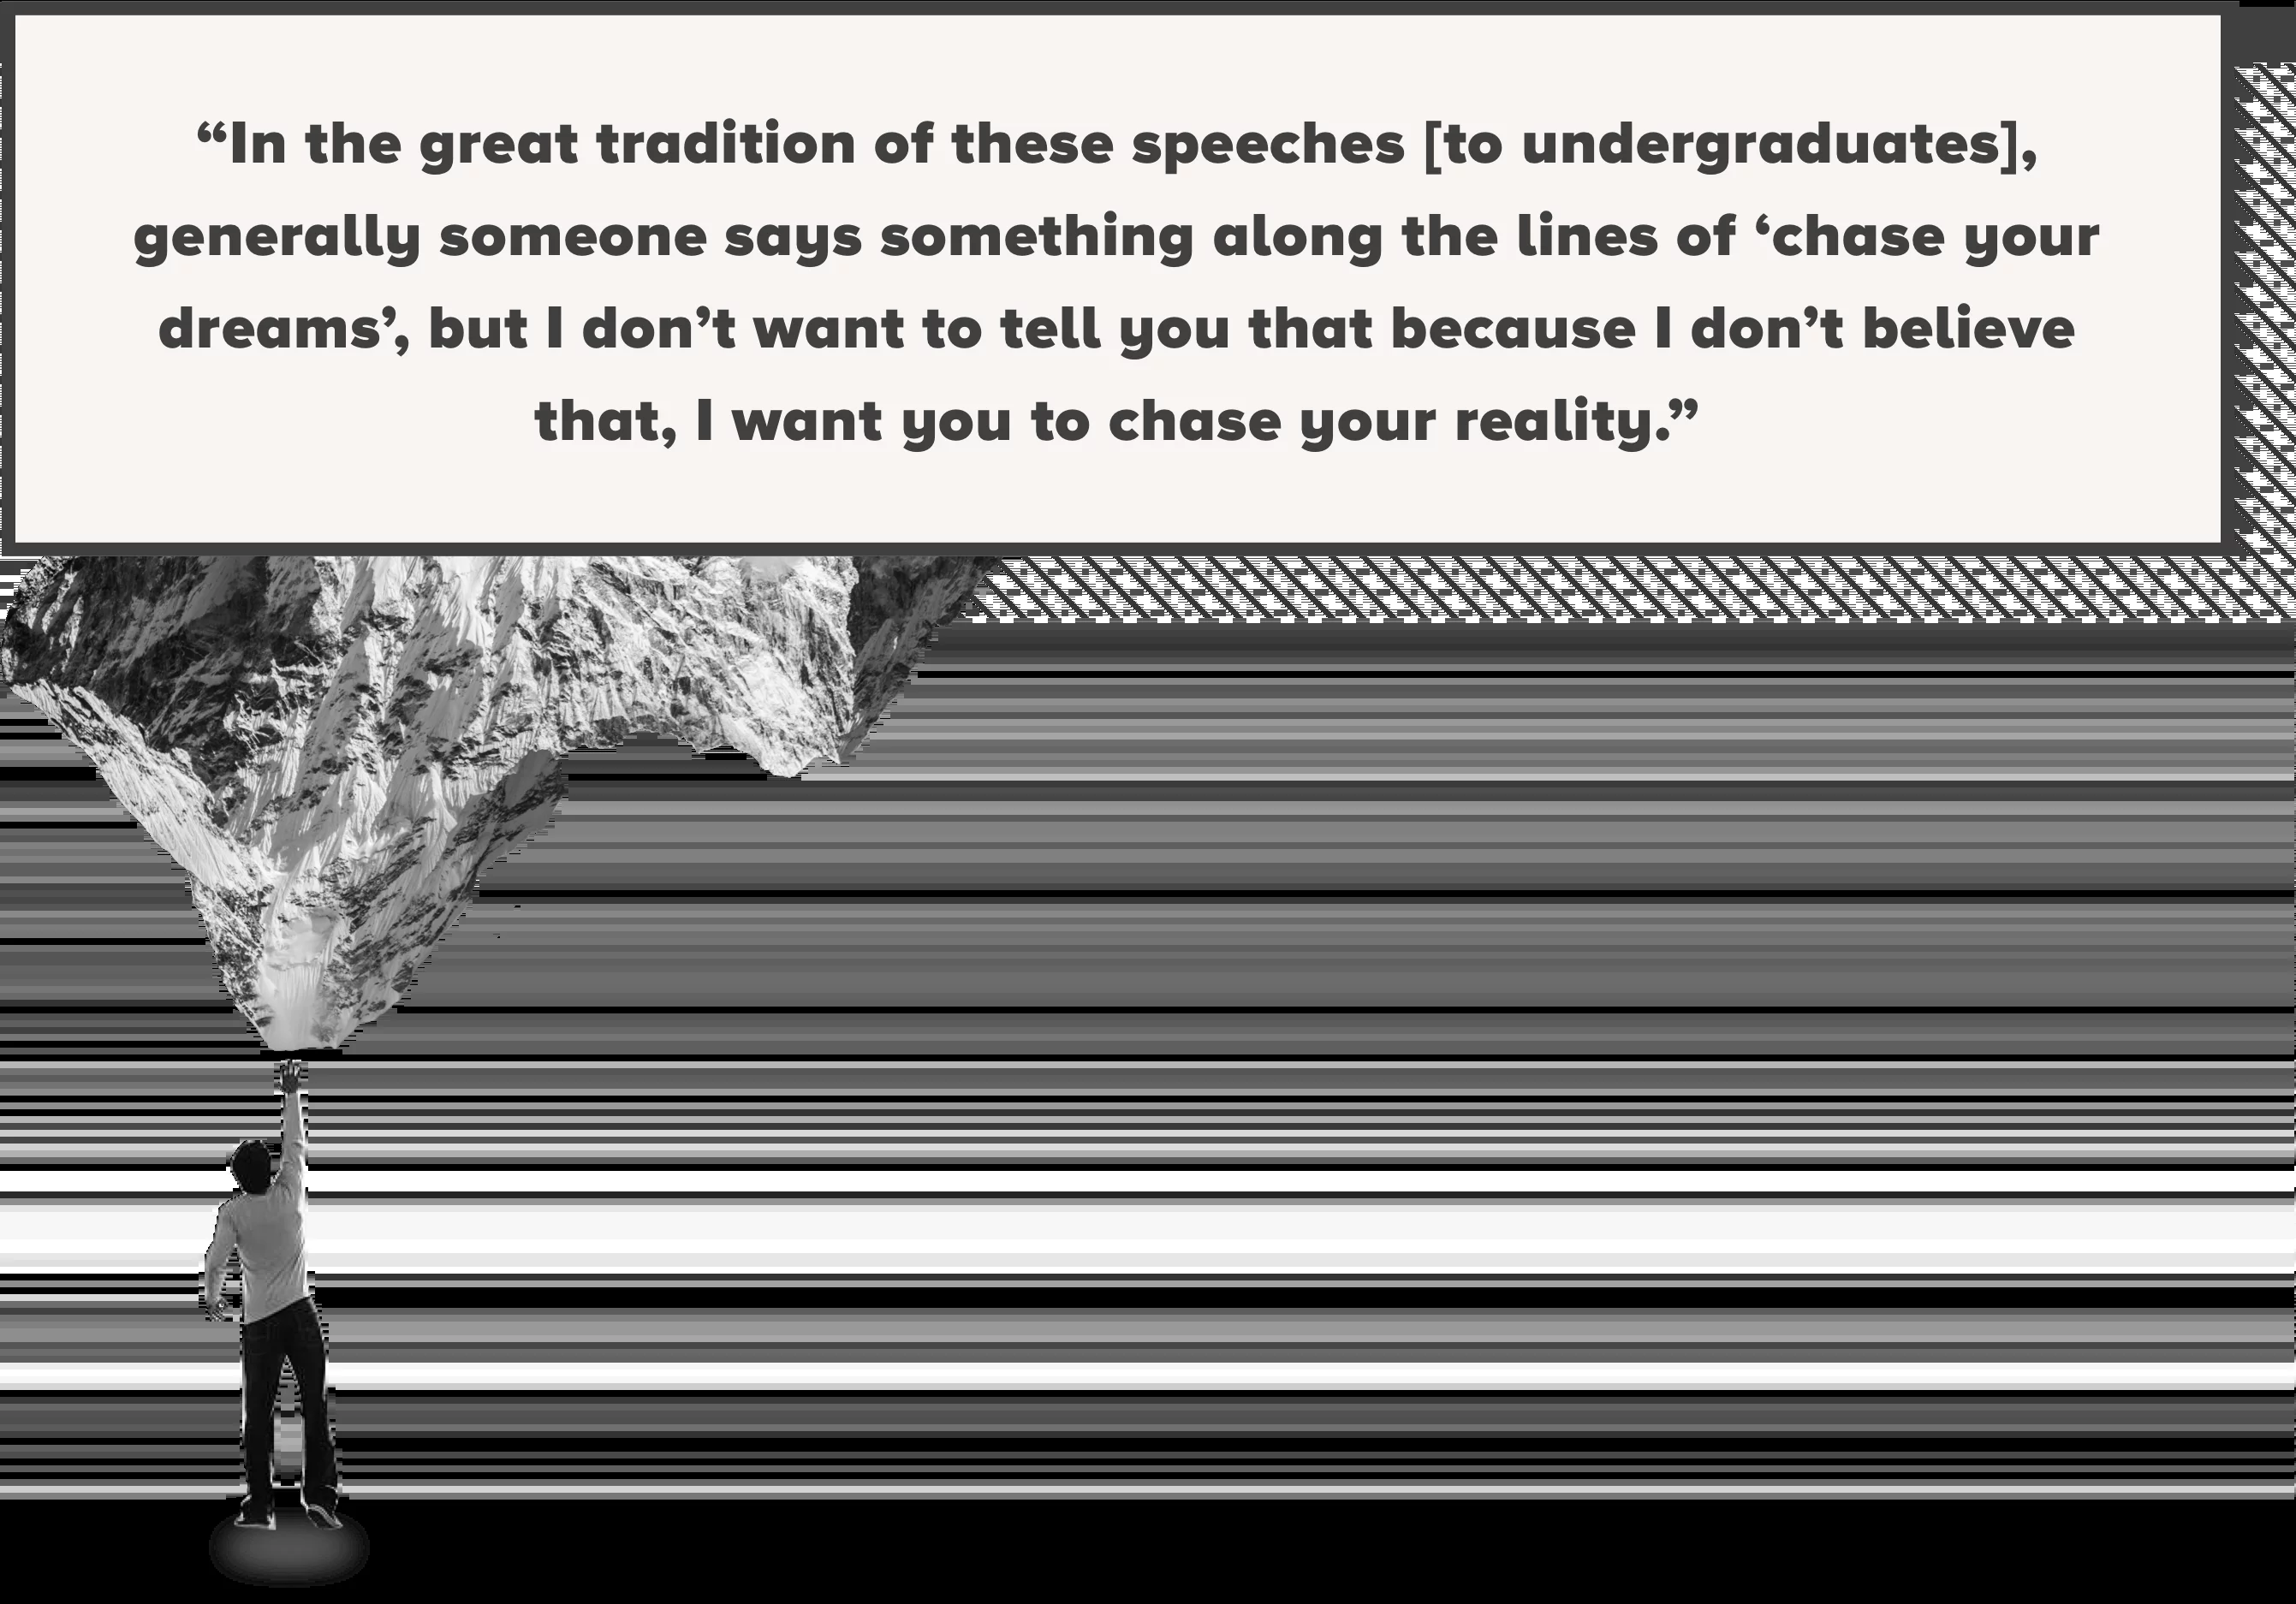 “In the great tradition of these speeches [to undergraduates],
generally someone says something along the lines of ‘chase your
dreams’, but I don’t want to tell you that because I don’t believe
that, I want you to chase your reality.”